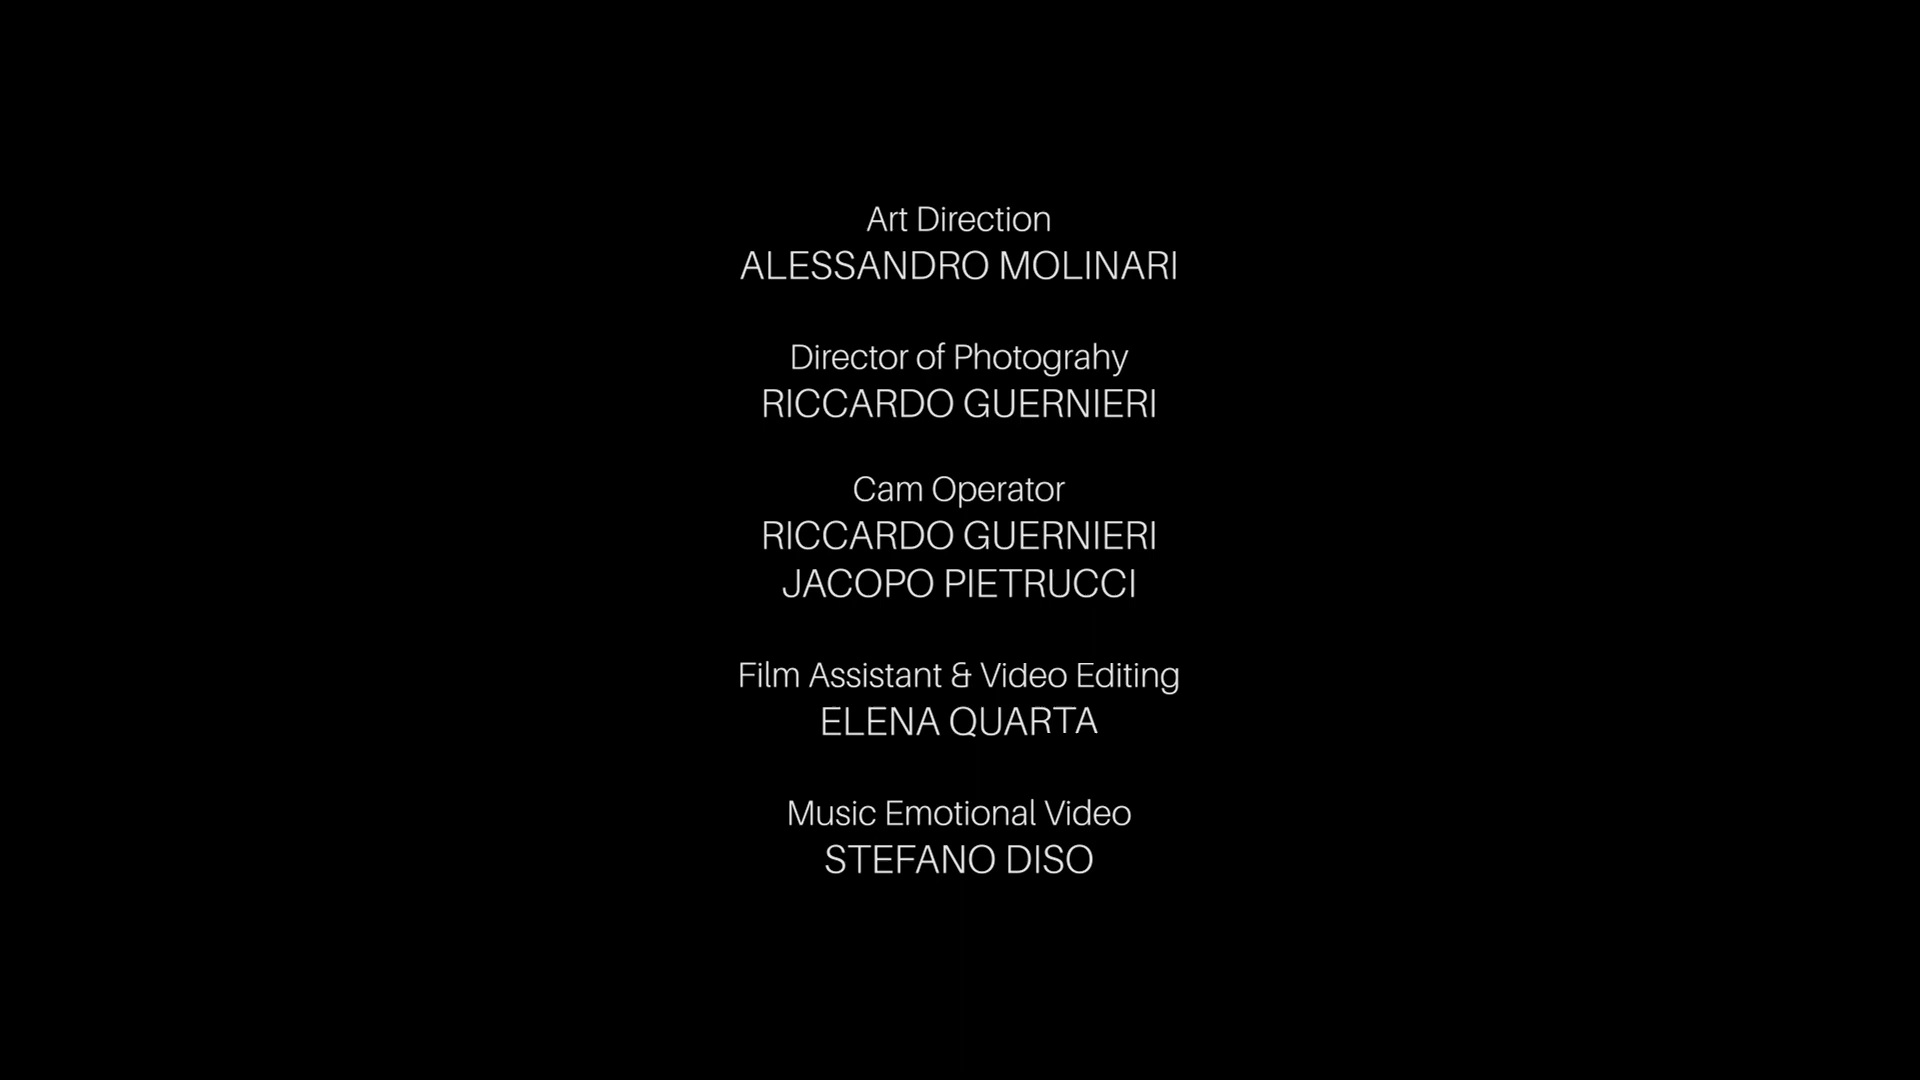 Art Direction
ALESSANDRO MOLINARI
Director of Photograhy
RICCARDO GUERNIERI
Cam Operator
RICCARDO GUERNIERI
JACOPO PIETRUCCI
Film Assistant & Video Editing
ELENA QUARTA
Music Emotional Video
STEFANO DISO